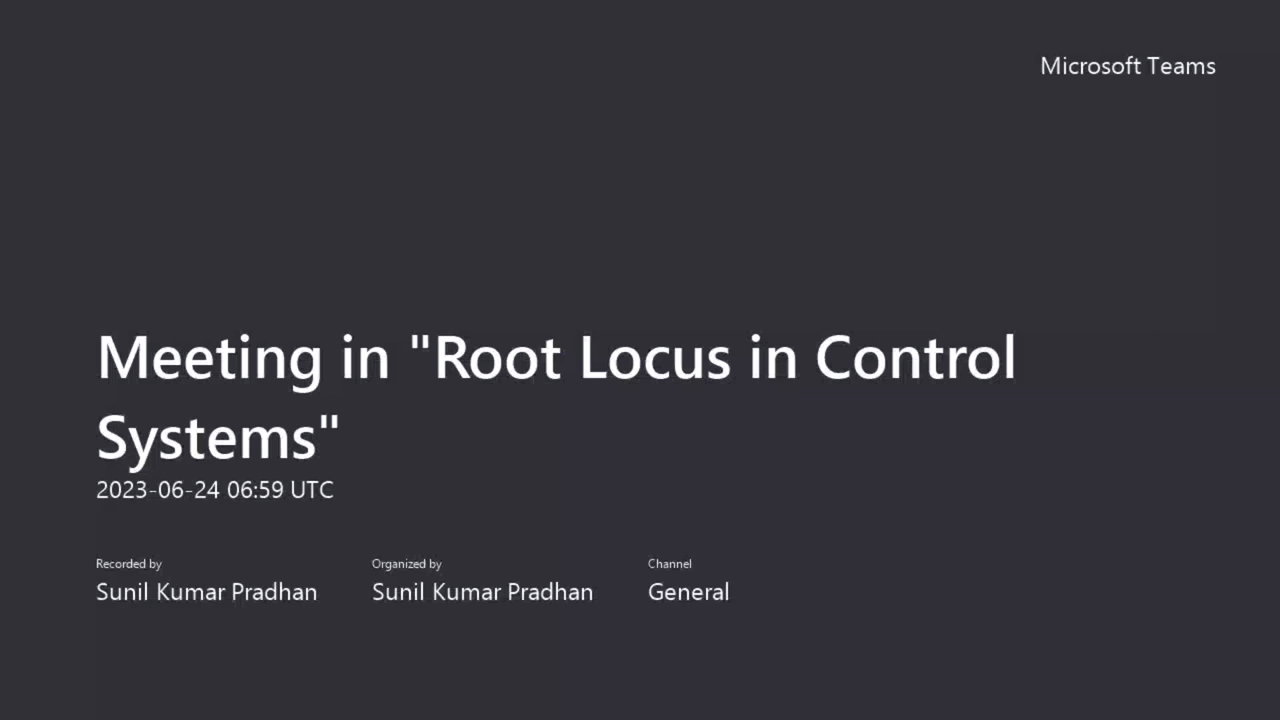 Microsoft Teams
Meeting in "Root Locus in Control
Systems"
2023-06-24 06:59 UTC
Recorded by
Sunil Kumar Pradhan
Organized by
Sunil Kumar Pradhan
Channel
General